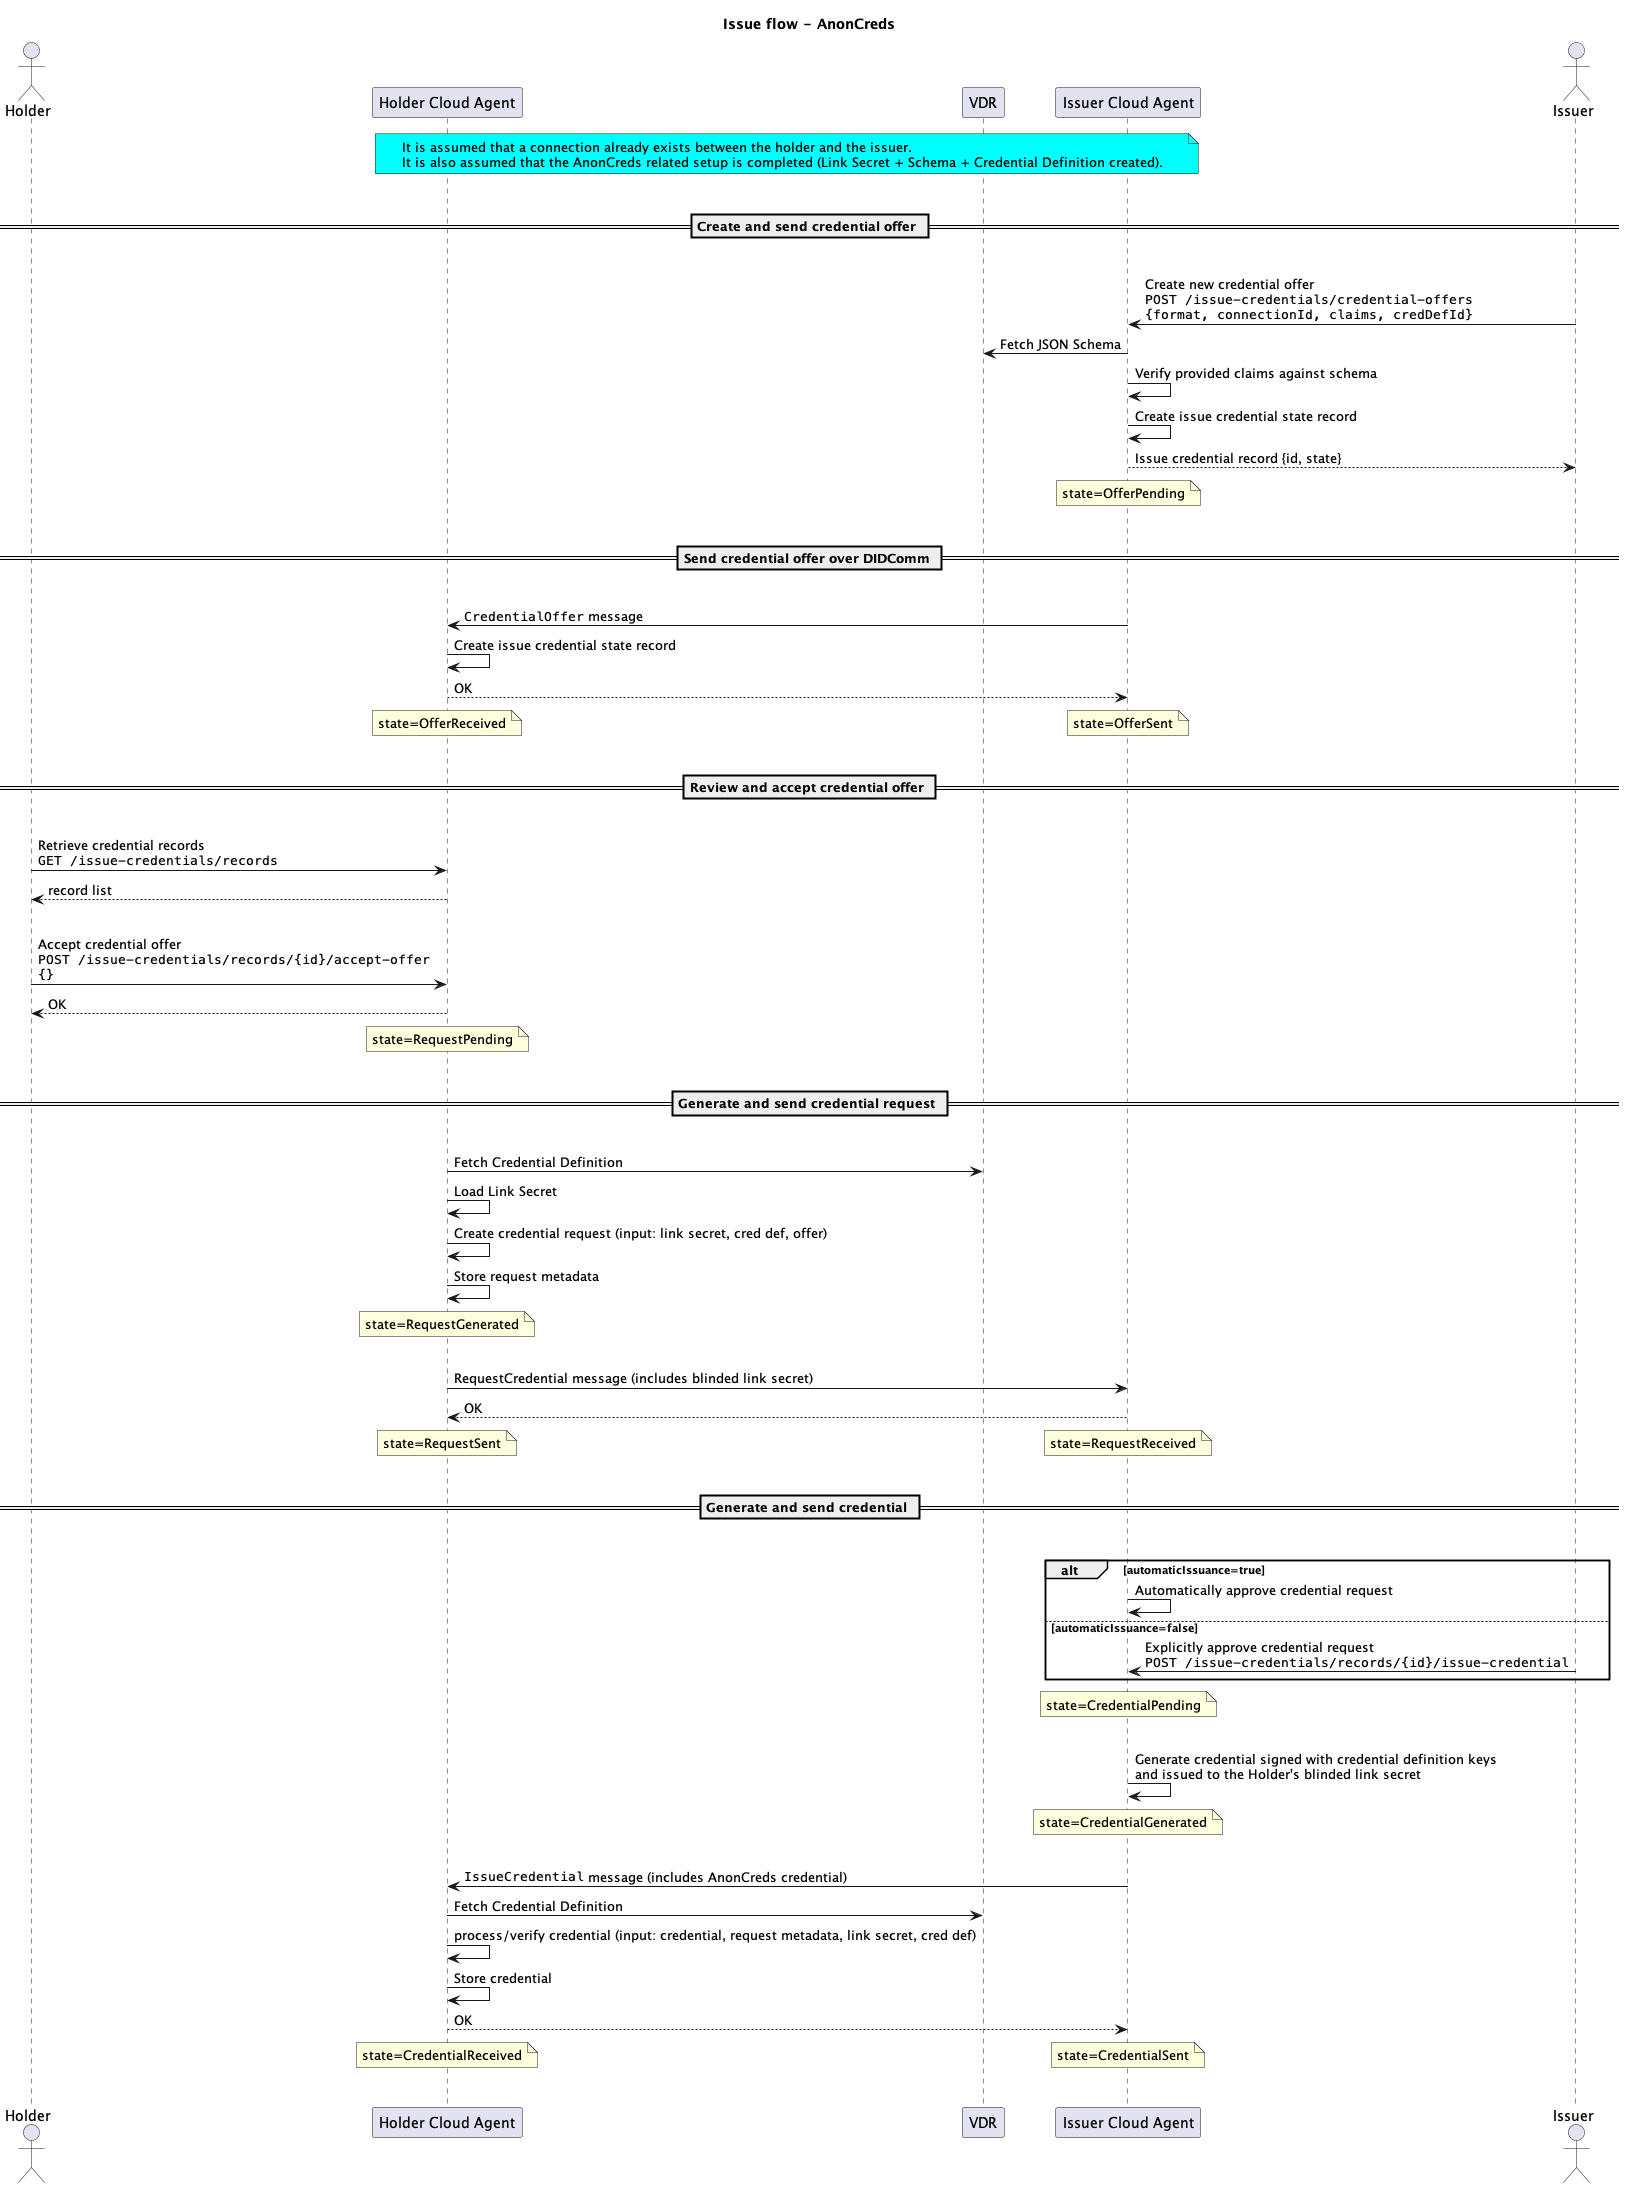 Issue flow - AnonCreds
Holder
Holder Cloud Agent
VDR
Issuer Cloud Agent
Issuer
It is assumed that a connection already exists between the holder and the issuer.
It is also assumed that the AnonCreds related setup is completed (Link Secret + Schema + Credential Definition created).
Create and send credential offer
Create new credential offer
POST /issue-credentials/credential-offers
{format, connectionId, claims, credDefId}
Fetch JSON Schema
Verify provided claims against schema
Create issue credential state record
Issue credential record {id, state}
state=OfferPending
Send credential offer over DIDComm
CredentialOffer message
Create issue credential state record
OK
state=OfferReceived
state=OfferSent
Review and accept credential offer
Retrieve credential records
GET /issue-credentials/records
record list
Accept credential offer
POST /issue-credentials/records/{id}/accept-offer
{}
OK
state=RequestPending
Generate and send credential request
Fetch Credential Definition
Load Link Secret
Create credential request (input: link secret, cred def, offer)
Store request metadata
state=RequestGenerated
RequestCredential message (includes blinded link secret)
OK
state=RequestSent
state=RequestReceived
Generate and send credential
alt [automaticIssuance=true]
Automatically approve credential request
[automaticIssuance=false]
Explicitly approve credential request
POST /issue-credentials/records/{id}/issue-credential
state=CredentialPending
Generate credential signed with credential definition keys
and issued to the Holder's blinded link secret
state=CredentialGenerated
IssueCredential message (includes AnonCreds credential)
Fetch Credential Definition
process/verify credential (input: credential, request metadata, link secret, cred def)
Store credential
OK
state=CredentialReceived
state=CredentialSent
Holder
Holder Cloud Agent
VDR
Issuer Cloud Agent
Issuer